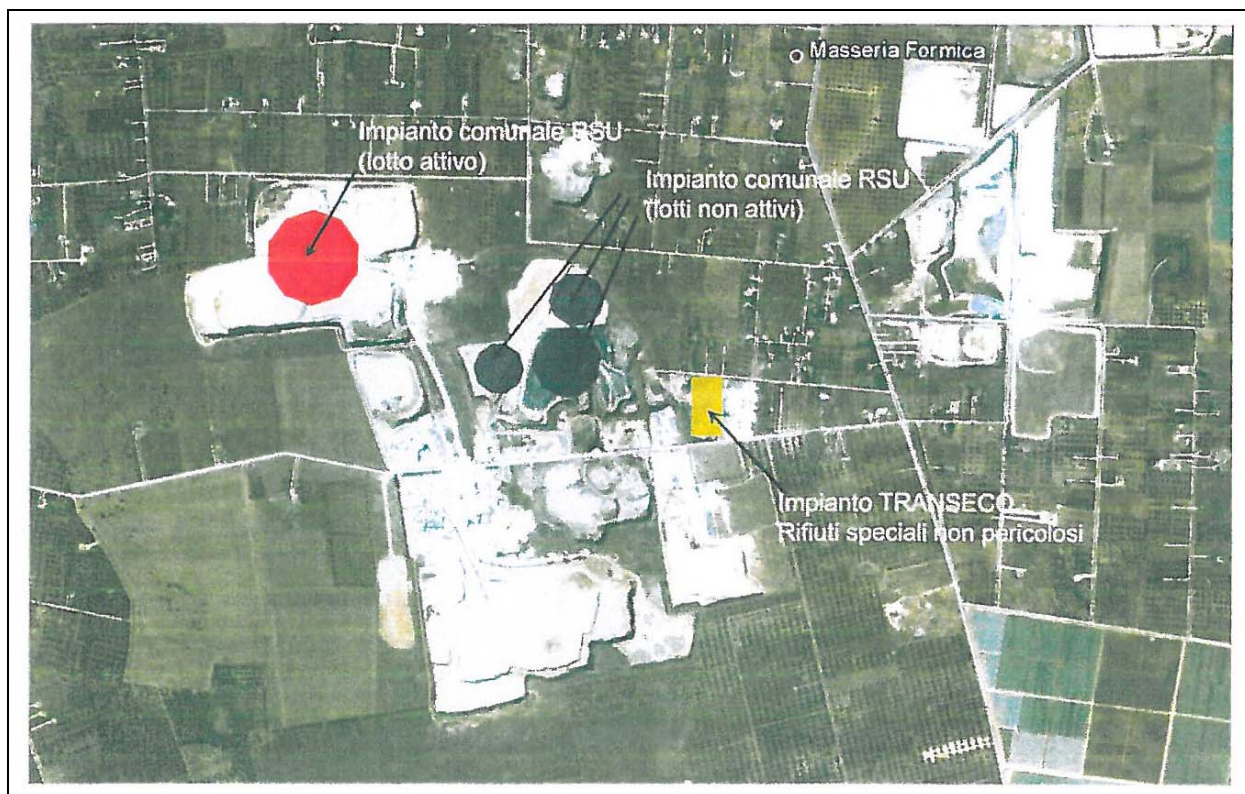 Masseria Formica
Impianto comunale RSU
(lotto attivo)
Impianto comunale RSU
(lotti non attivi)
Impianto TRANSECO
Rifiuti speciali non pericolosi